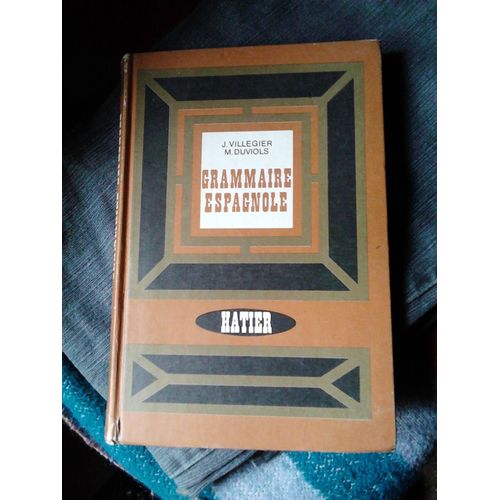 J. VILLEGIER
M. DUVIOLS
GRAMMAIRE
ESPAGNOLE
HATIER